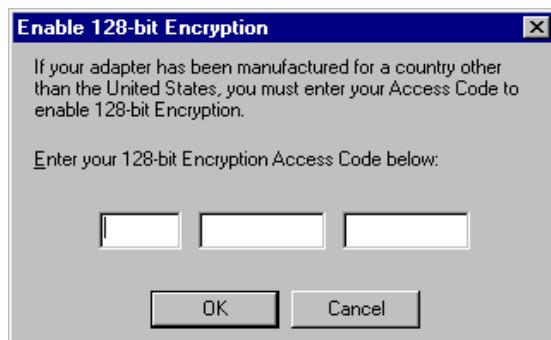 Enable 128-bit Encryption
If your adapter has been manufactured for a country other
than the United States, you must enter your Access Code to
enable 128-bit Encryption.
Enter your 128-bit Encryption Access Code below:
OK Cancel